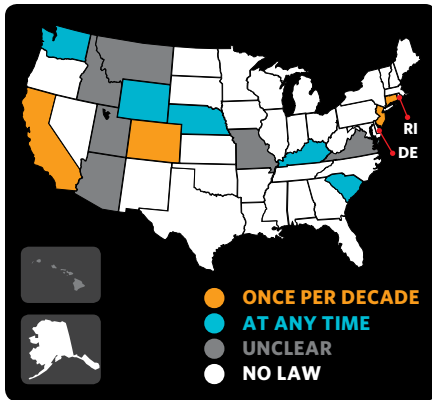 RI
DE
ONCE PER DECADE
AT ANY TIME
UNCLEAR
NO LAW